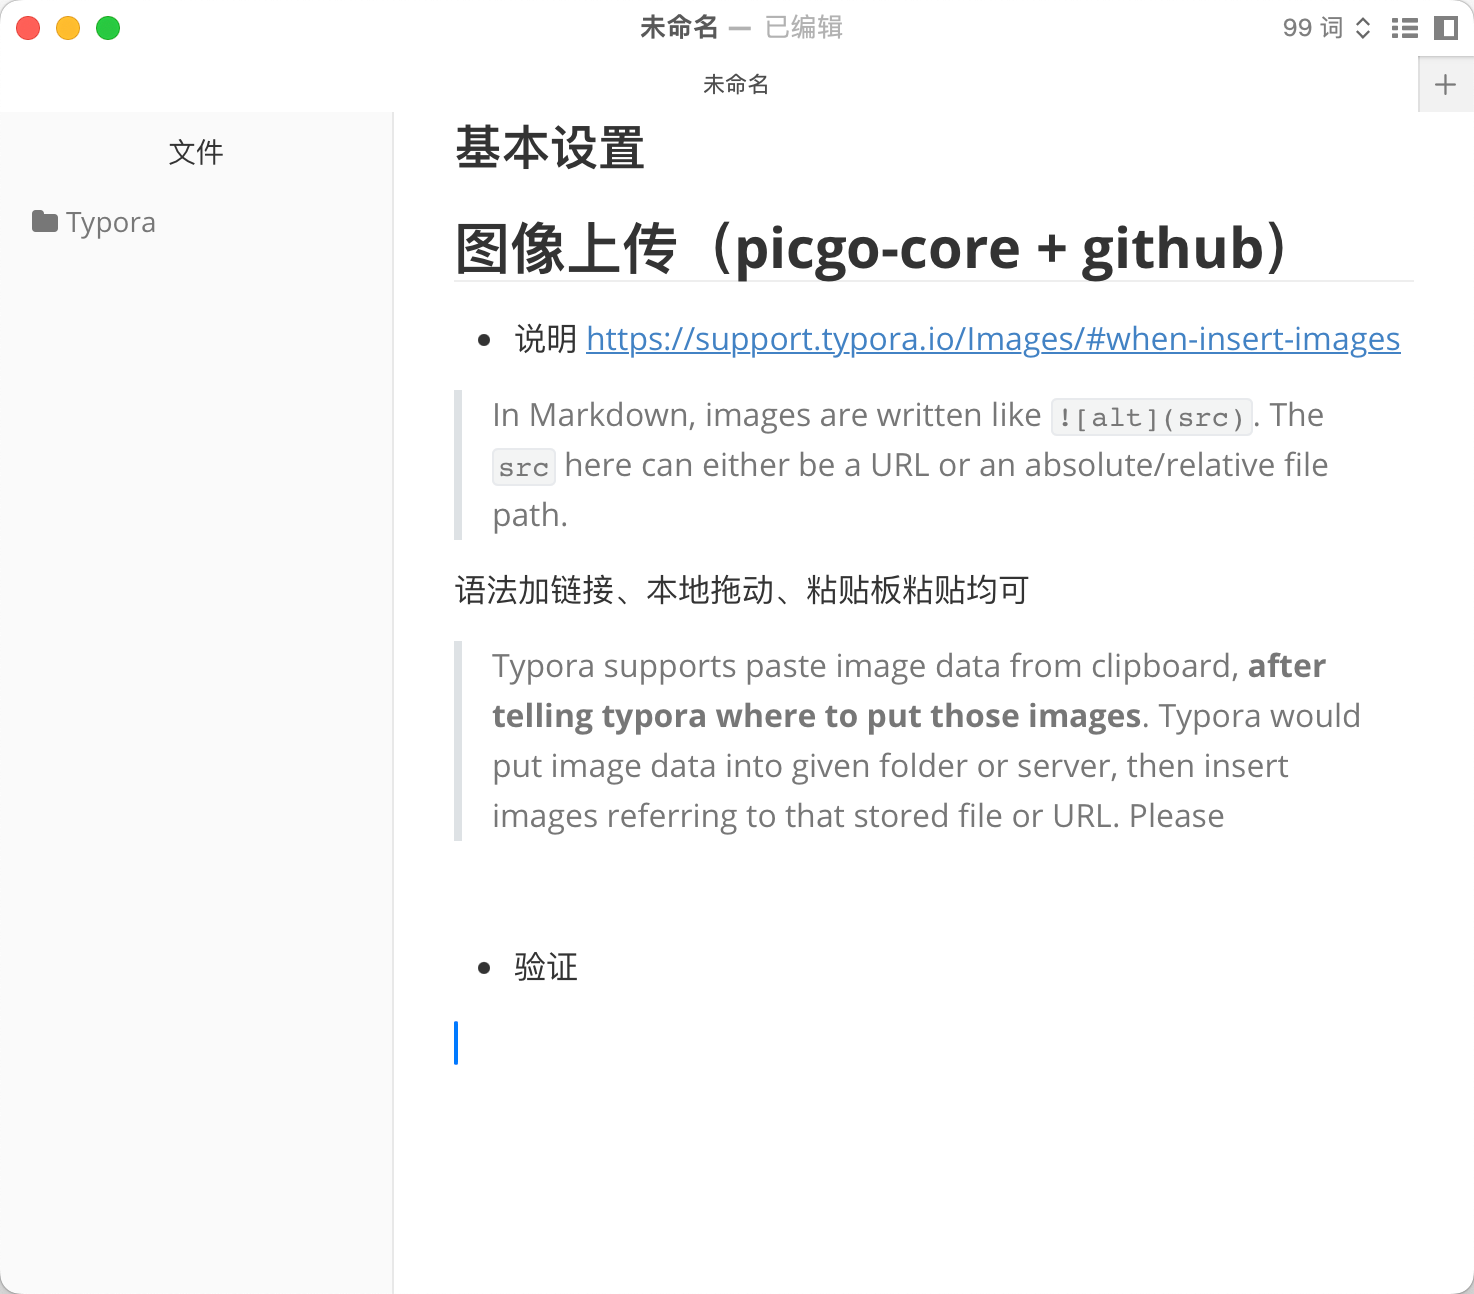 未命名 — 已编辑
99 词
未命名
文件
Typora
基本设置
图像上传（picgo-core + github）
说明 https://support.typora.io/Images/#when-insert-images
In Markdown, images are written like ![alt](src). The
src here can either be a URL or an absolute/relative file
path.
语法加链接、本地拖动、粘贴板粘贴均可
Typora supports paste image data from clipboard, after
telling typora where to put those images. Typora would
put image data into given folder or server, then insert
images referring to that stored file or URL. Please
验证